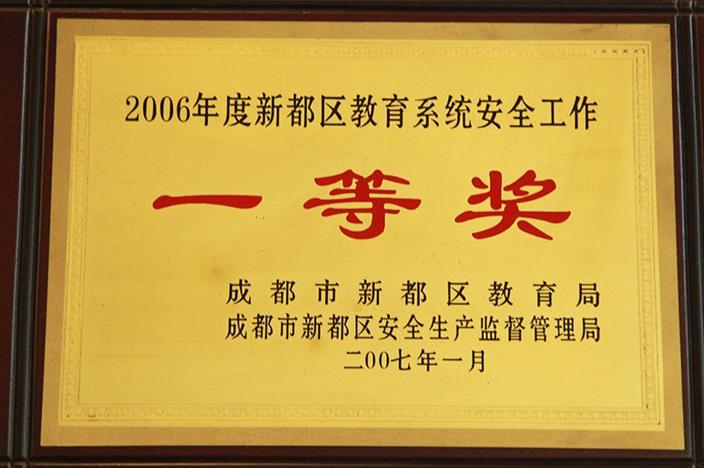 2006年度新都区教育系统安全工作
一等奖
成都市新都区教育局
成都市新都区安全生产监督管理局
二00七年一月